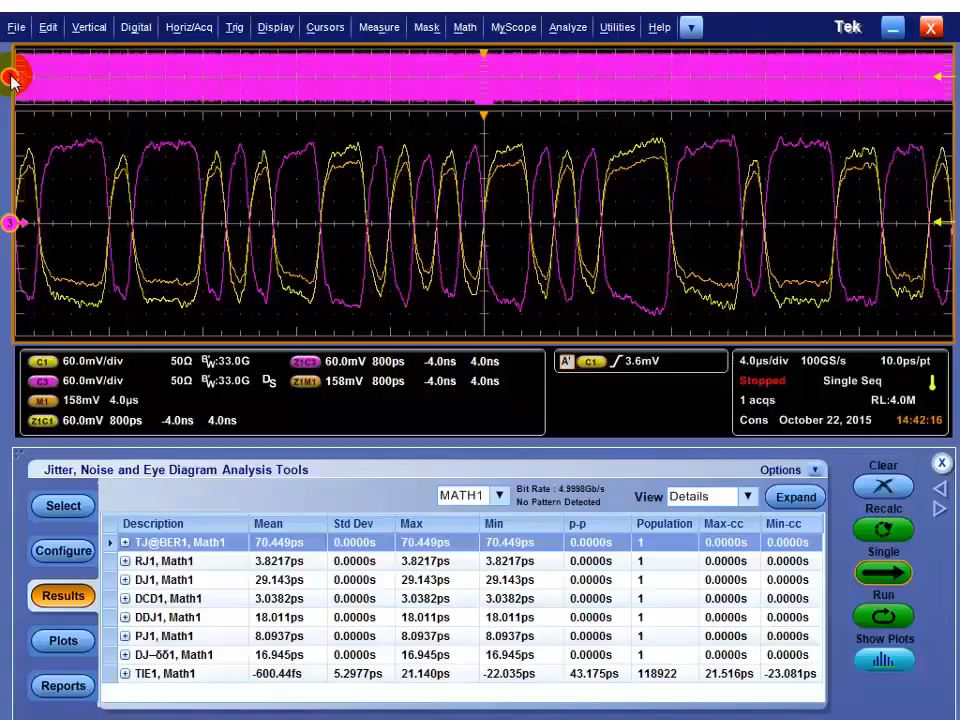 File Edit Vertical Digital Horiz/Acq Trig Display Cursors Measure Mask Math MyScope Analyze Utilities Help Tek X
3
C1 60.0mV/div 50Ω BW:33.0G Z1C3 60.0mV 800ps -4.0ns 4.0ns A' C1 3.6mV 4.0µs/div 100GS/s 10.0ps/pt
C3 60.0mV/div 50Ω BW:33.0G DS Z1M1 158mV 800ps -4.0ns 4.0ns Stopped Single Seq
M1 158mV 4.0µs 1 acqs RL:4.0M
Z1C1 60.0mV 800ps -4.0ns 4.0ns Cons October 22, 2015 14:42:16
Jitter, Noise and Eye Diagram Analysis Tools Options X
Clear
Select MATH1 Bit Rate : 4.9998Gb/s
No Pattern Detected View Details Expand
Recalc
Description Mean Std Dev Max Min p-p Population Max-cc Min-cc
TJ@BER1, Math1 70.449ps 0.0000s 70.449ps 70.449ps 0.0000s 1 0.0000s 0.0000s
Configure Single
RJ1, Math1 3.8217ps 0.0000s 3.8217ps 3.8217ps 0.0000s 1 0.0000s 0.0000s
DJ1, Math1 29.143ps 0.0000s 29.143ps 29.143ps 0.0000s 1 0.0000s 0.0000s
Results Run
DCD1, Math1 3.0382ps 0.0000s 3.0382ps 3.0382ps 0.0000s 1 0.0000s 0.0000s
DDJ1, Math1 18.011ps 0.0000s 18.011ps 18.011ps 0.0000s 1 0.0000s 0.0000s
Plots Show Plots
PJ1, Math1 8.0937ps 0.0000s 8.0937ps 8.0937ps 0.0000s 1 0.0000s 0.0000s
DJ–δδ1, Math1 16.945ps 0.0000s 16.945ps 16.945ps 0.0000s 1 0.0000s 0.0000s
TIE1, Math1 -600.44fs 5.2977ps 21.140ps -22.035ps 43.175ps 118922 21.516ps -23.081ps
Reports